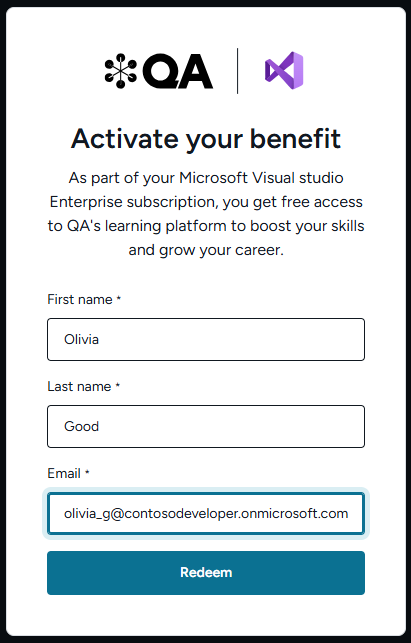 QA
Activate your benefit
As part of your Microsoft Visual studio
Enterprise subscription, you get free access
to QA's learning platform to boost your skills
and grow your career.
First name *
Olivia
Last name *
Good
Email *
olivia_g@contosodeveloper.onmicrosoft.com
Redeem